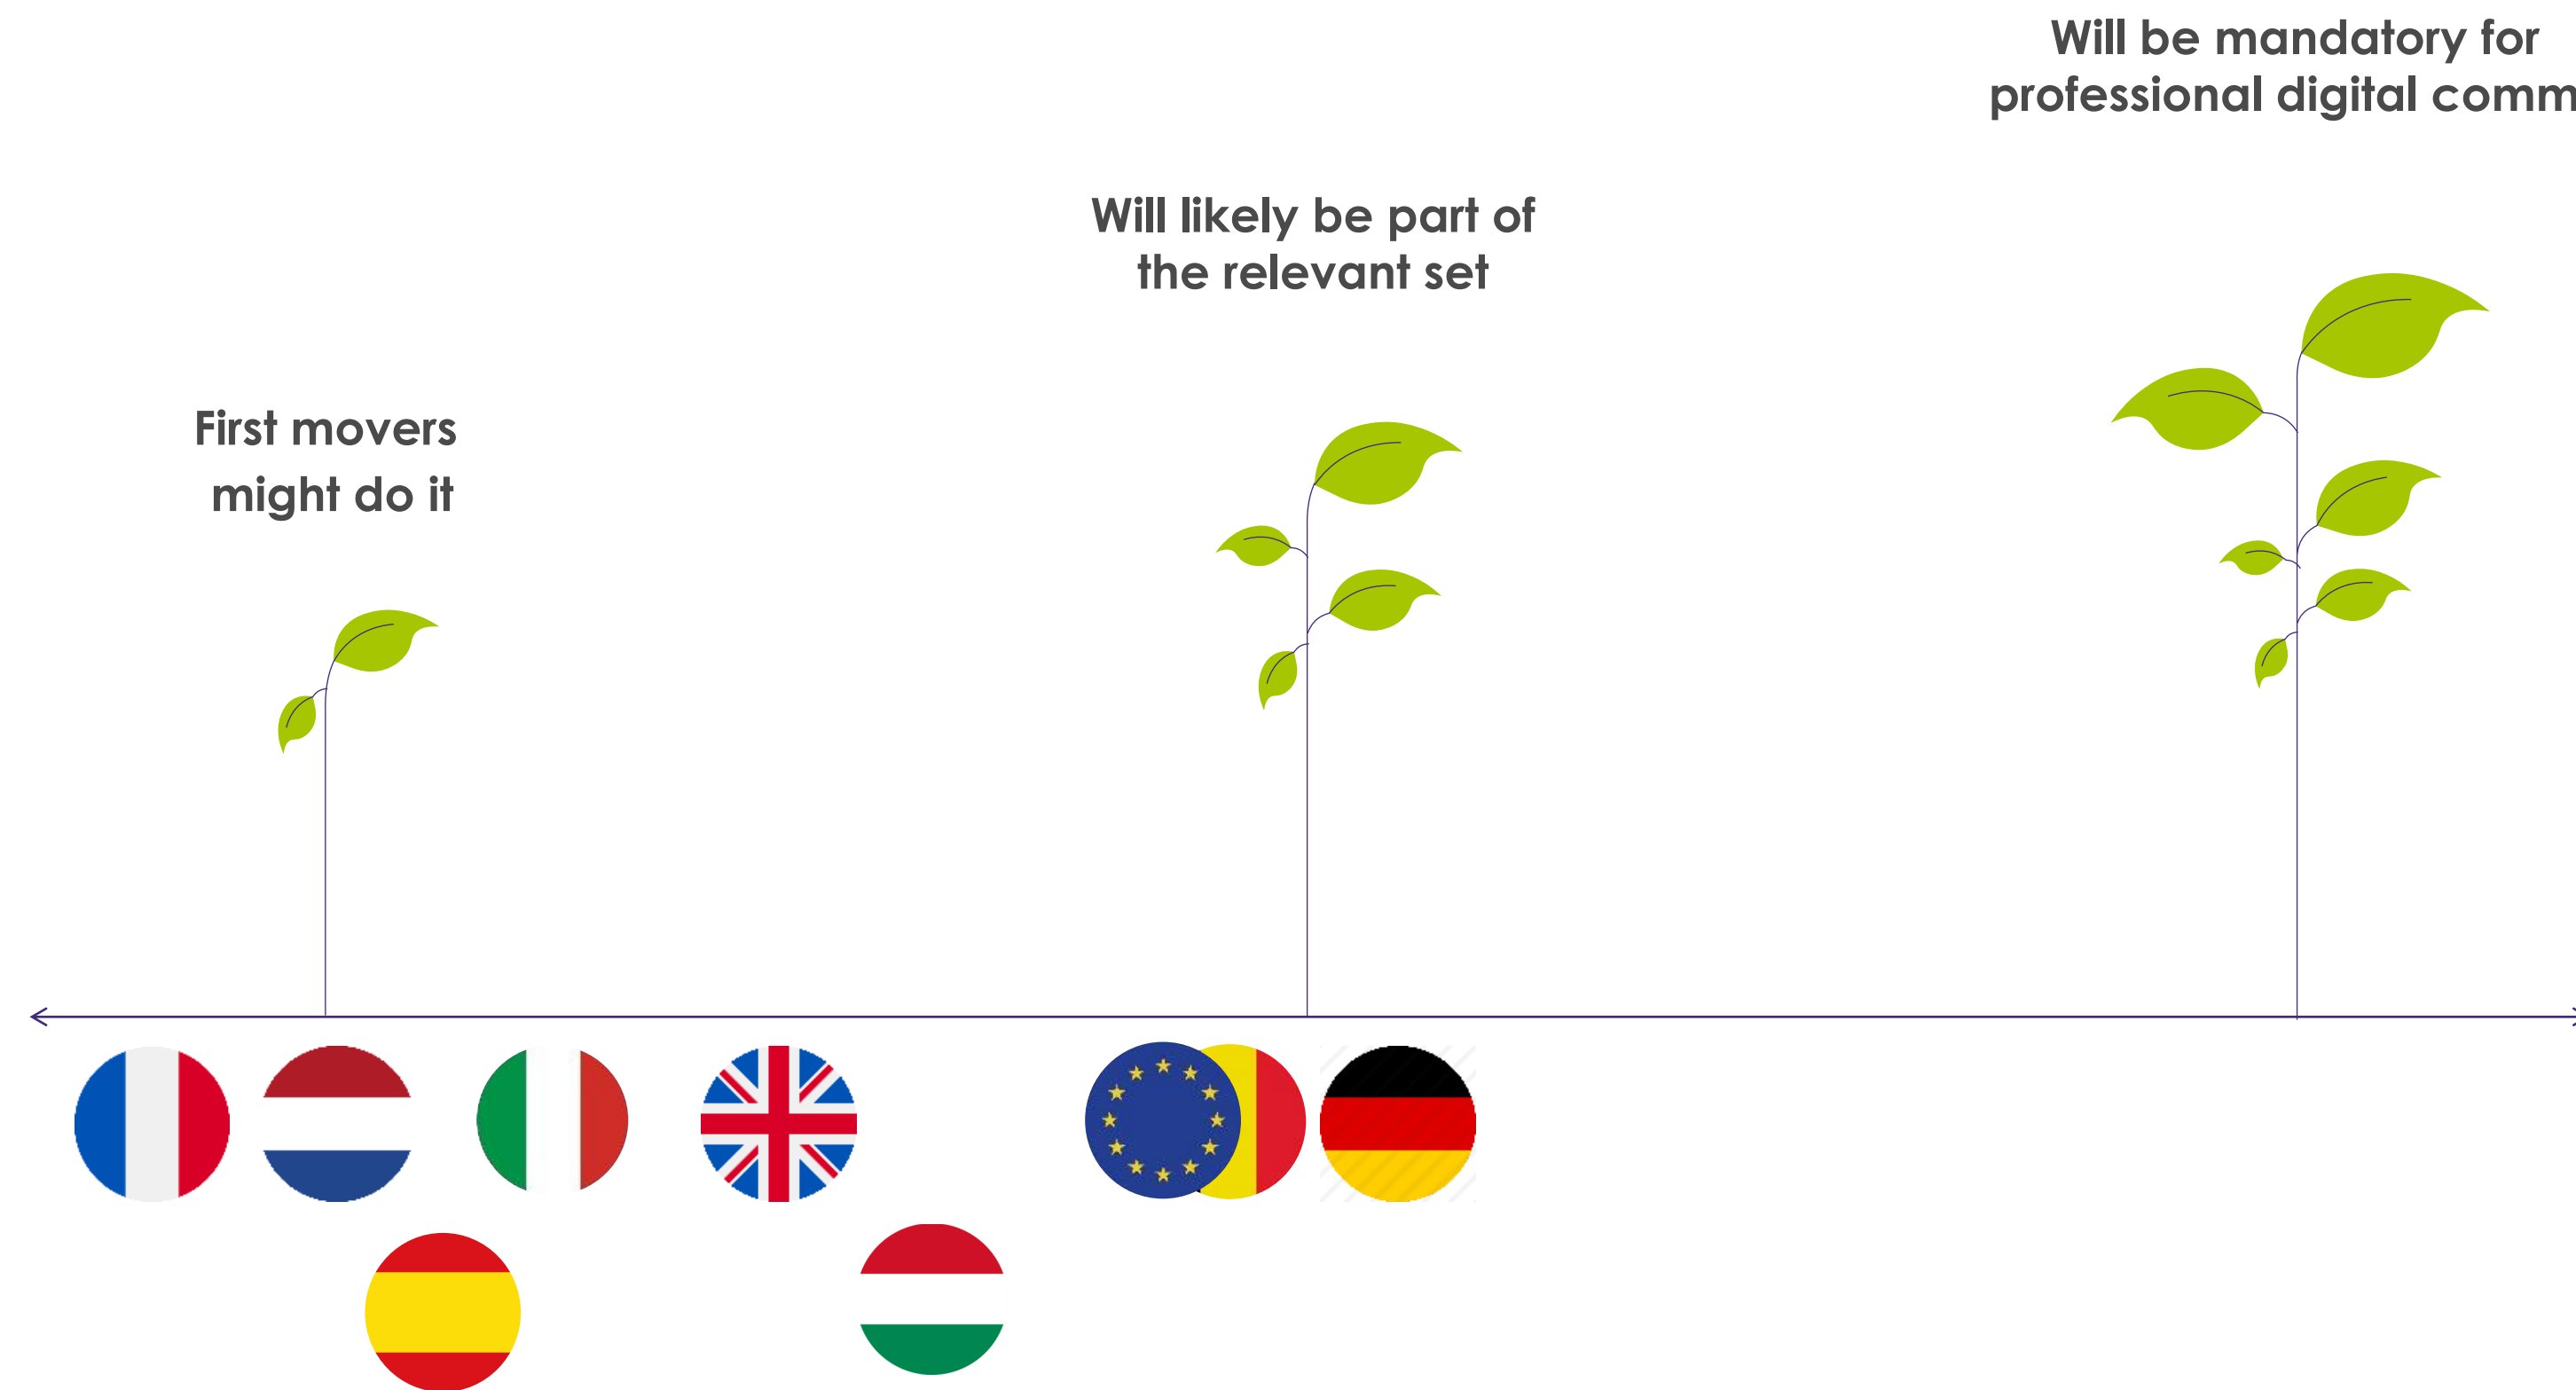 First movers
might do it
Will likely be part of
the relevant set
Will be mandatory for
professional digital comm